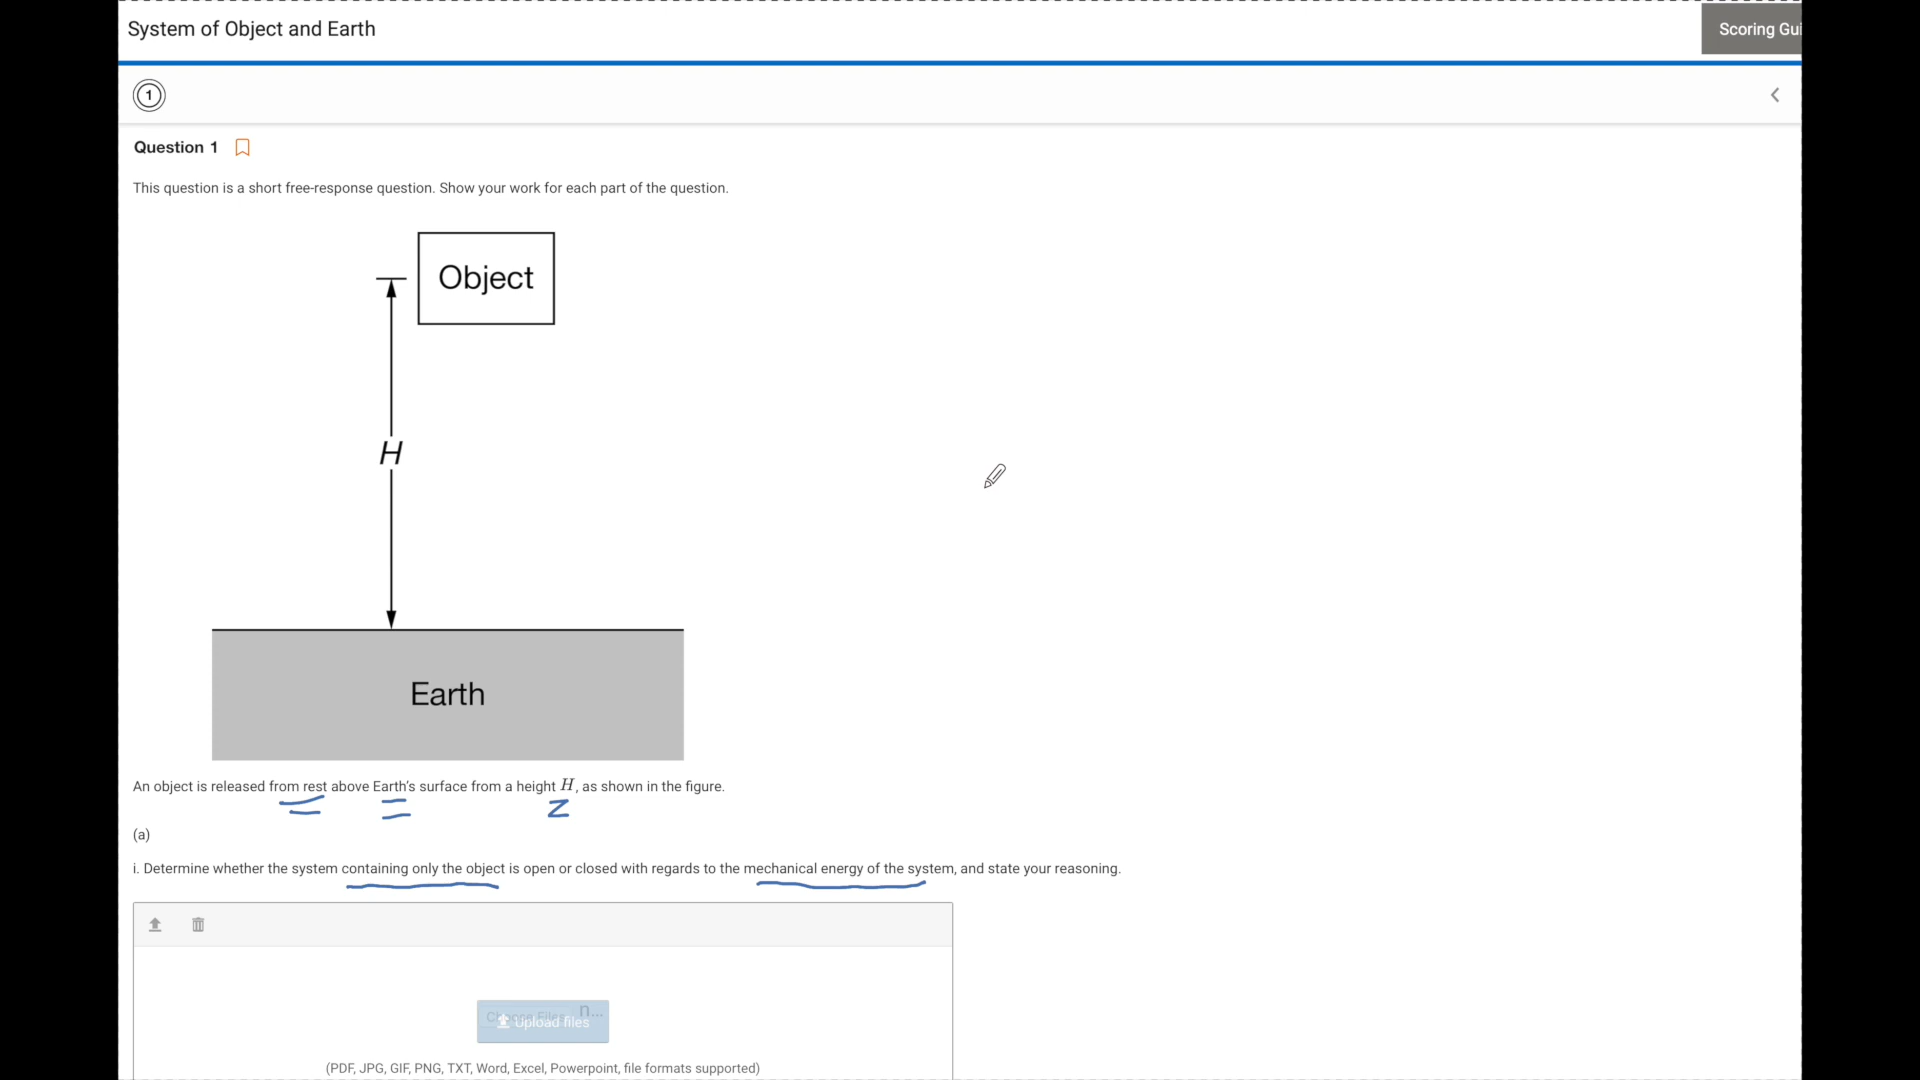 System of Object and Earth
Scoring Gui
1
Question 1
This question is a short free-response question. Show your work for each part of the question.
Object
H
Earth
An object is released from rest above Earth's surface from a height H, as shown in the figure.
(a)
i. Determine whether the system containing only the object is open or closed with regards to the mechanical energy of the system, and state your reasoning.
Upload files
(PDF, JPG, GIF, PNG, TXT, Word, Excel, Powerpoint, file formats supported)